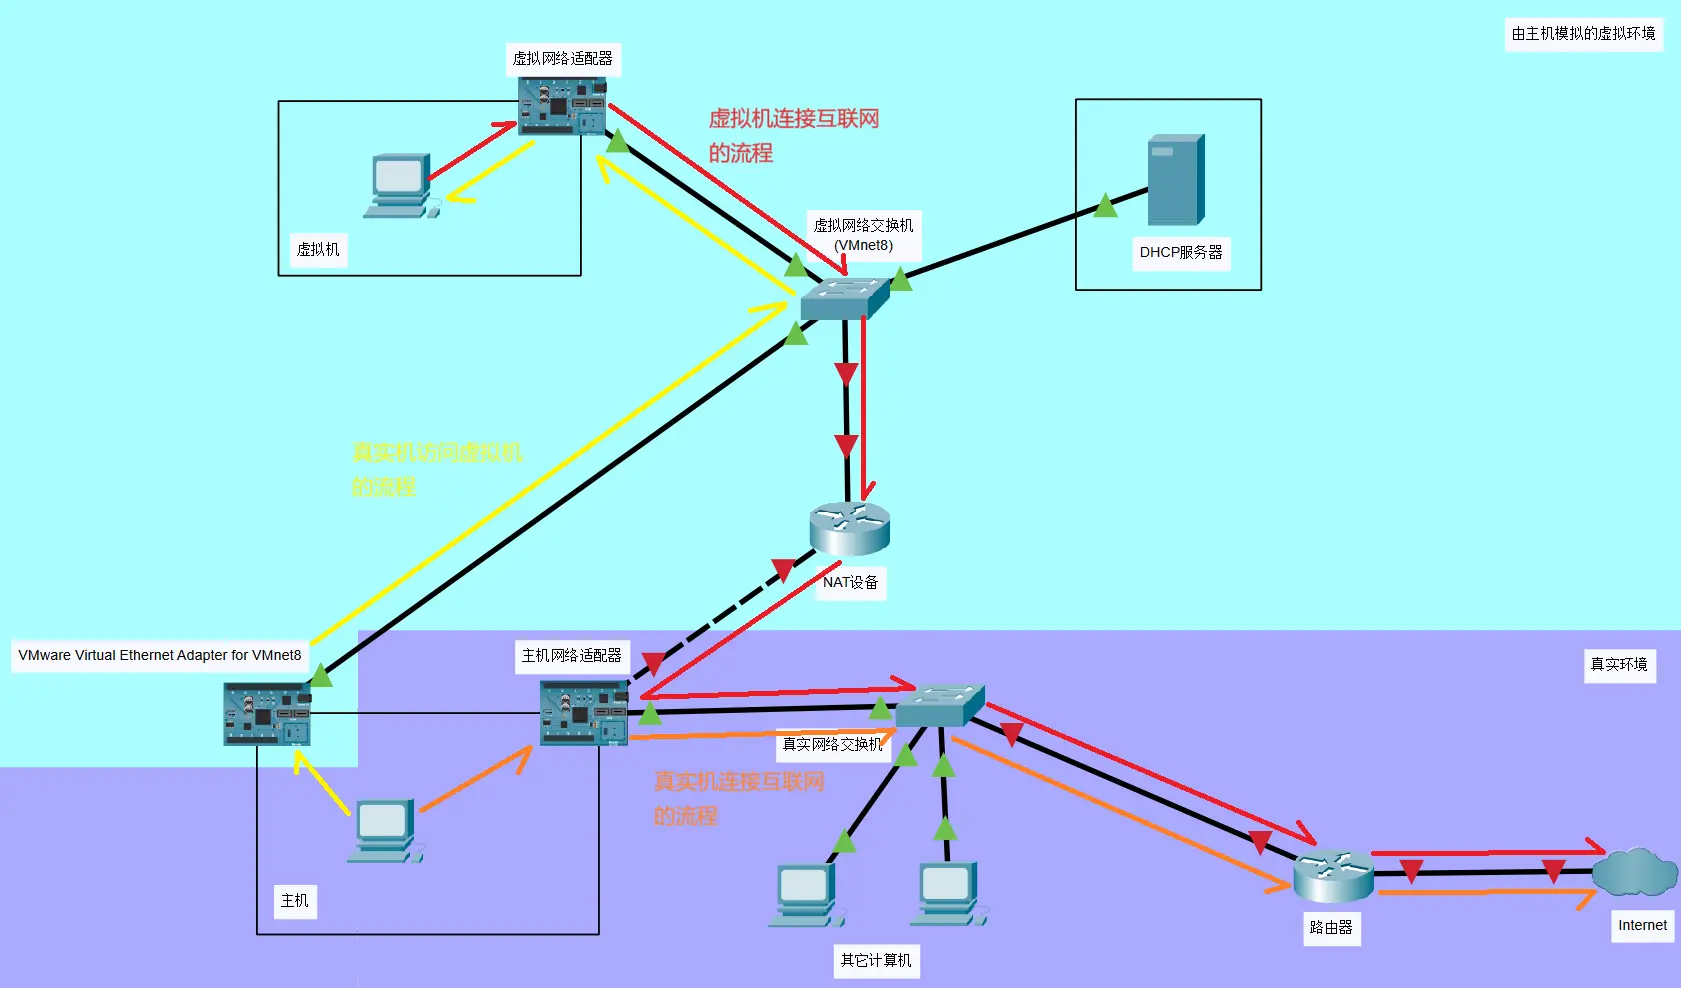 由主机模拟的虚拟环境
虚拟网络适配器
虚拟机连接互联网
的流程
虚拟网络交换机
(VMnet8)
虚拟机
DHCP服务器
真实机访问虚拟机
的流程
NAT设备
VMware Virtual Ethernet Adapter for VMnet8
主机网络适配器
真实环境
真实网络交换机
真实机连接互联网
的流程
主机
路由器
Internet
其它计算机